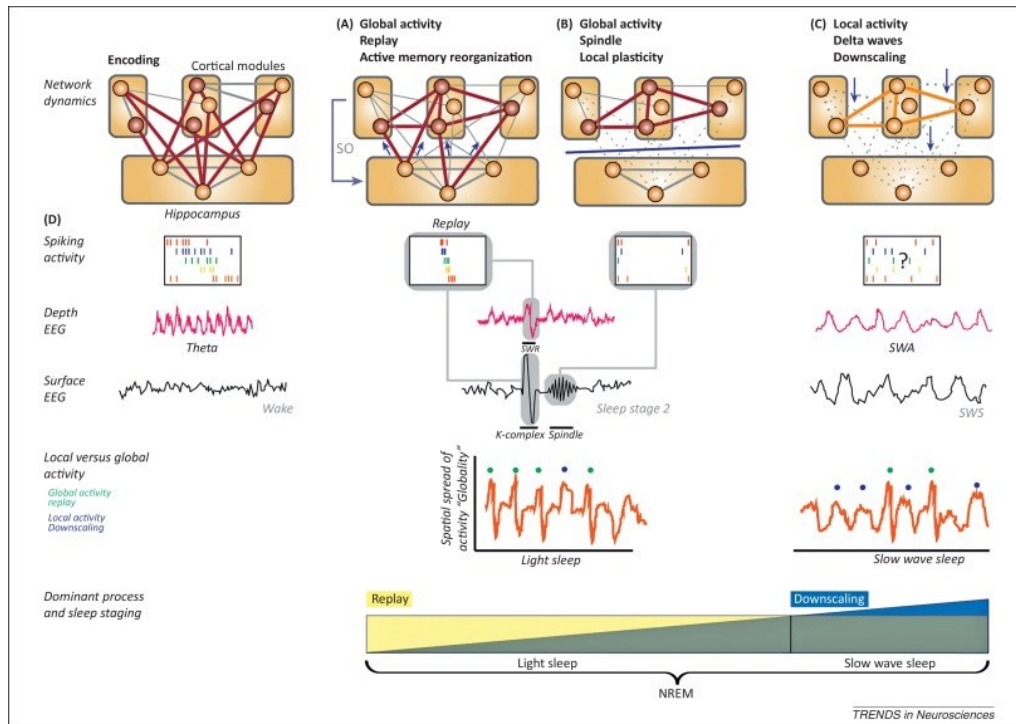 (A) Global activity
Replay
Active memory reorganization
(B) Global activity
Spindle
Local plasticity
(C) Local activity
Delta waves
Downscaling
Encoding
Cortical modules
Network
dynamics
SO
Hippocampus
(D)
Spiking
activity
Replay
?
Depth
EEG
Theta
SWR
SWA
Surface
EEG
Wake
K-complex
Spindle
Sleep stage 2
SWS
Local versus global
activity
Global activity
replay
Local activity
Downscaling
Spatial spread of
activity “Globality”
Light sleep
Slow wave sleep
Dominant process
and sleep staging
Replay
Downscaling
Light sleep
Slow wave sleep
NREM
TRENDS in Neurosciences